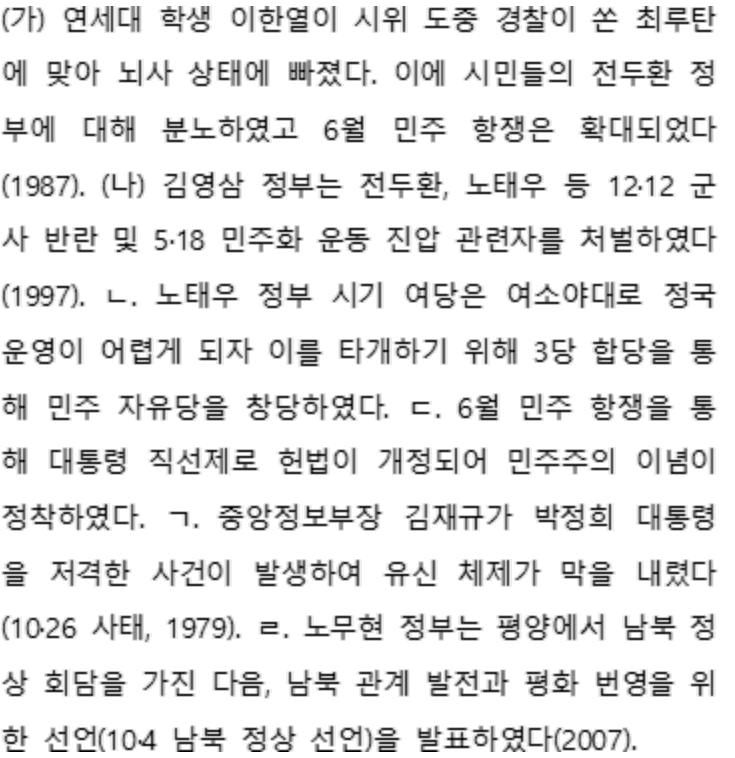 (가) 연세대 학생 이한열이 시위 도중 경찰이 쏜 최루탄
에 맞아 뇌사 상태에 빠졌다. 이에 시민들의 전두환 정
부에 대해 분노하였고 6월 민주 항쟁은 확대되었다
(1987). (나) 김영삼 정부는 전두환, 노태우 등 12·12 군
사 반란 및 5·18 민주화 운동 진압 관련자를 처벌하였다
(1997). ㄴ. 노태우 정부 시기 여당은 여소야대로 정국
운영이 어렵게 되자 이를 타개하기 위해 3당 합당을 통
해 민주 자유당을 창당하였다. ㄷ. 6월 민주 항쟁을 통
해 대통령 직선제로 헌법이 개정되어 민주주의 이념이
정착하였다. ㄱ. 중앙정보부장 김재규가 박정희 대통령
을 저격한 사건이 발생하여 유신 체제가 막을 내렸다
(10·26 사태, 1979). ㄹ. 노무현 정부는 평양에서 남북 정
상 회담을 가진 다음, 남북 관계 발전과 평화 번영을 위
한 선언(10·4 남북 정상 선언)을 발표하였다(2007).